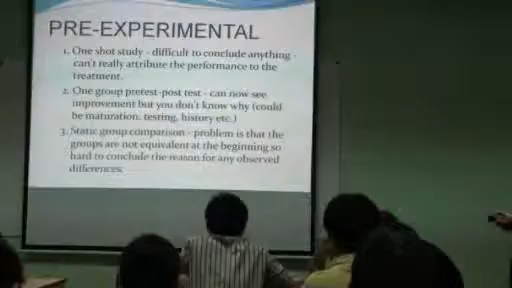 PRE-EXPERIMENTAL
1. One shot study - difficult to conclude anything -
can't really attribute the performance to the
treatment.
2. One group pretest-post test - can now see
improvement but you don't know why (could
be maturation, testing, history etc.)
3. Static group comparison - problem is that the
groups are not equivalent at the beginning so
hard to conclude the reason for any observed
differences.